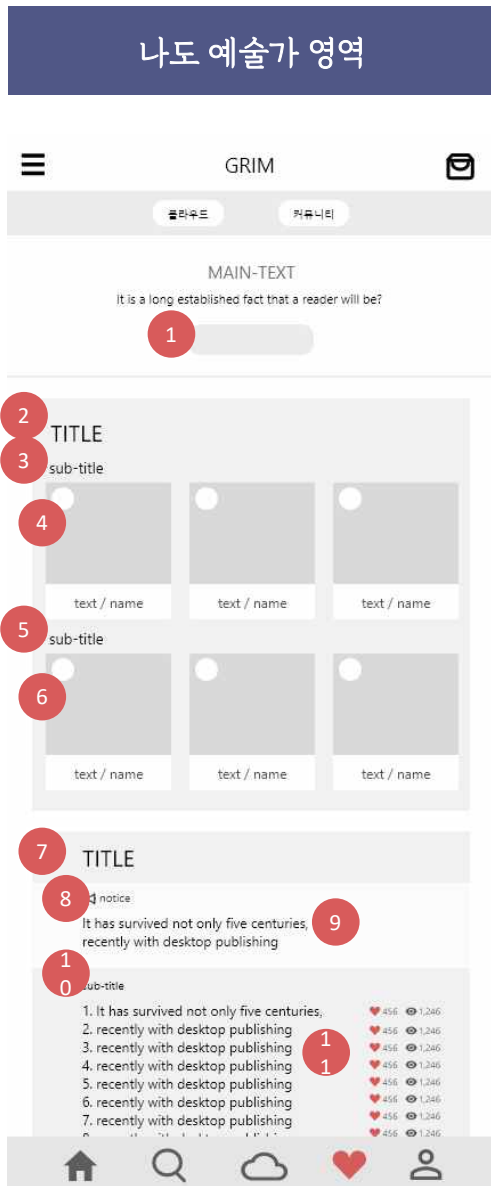 나도 예술가 영역
GRIM
클라우드 커뮤니티
MAIN-TEXT
It is a long established fact that a reader will be?
1
2
TITLE
3
sub-title
4
text / name text / name text / name
5
sub-title
6
text / name text / name text / name
7
TITLE
8 notice
It has survived not only five centuries,
9
recently with desktop publishing
10
sub-title
1. It has survived not only five centuries, 456 1,246
2. recently with desktop publishing 456 1,246
3. recently with desktop publishing 456 1,246
11
4. recently with desktop publishing 456 1,246
5. recently with desktop publishing 456 1,246
6. recently with desktop publishing 456 1,246
7. recently with desktop publishing 456 1,246
456 1,246